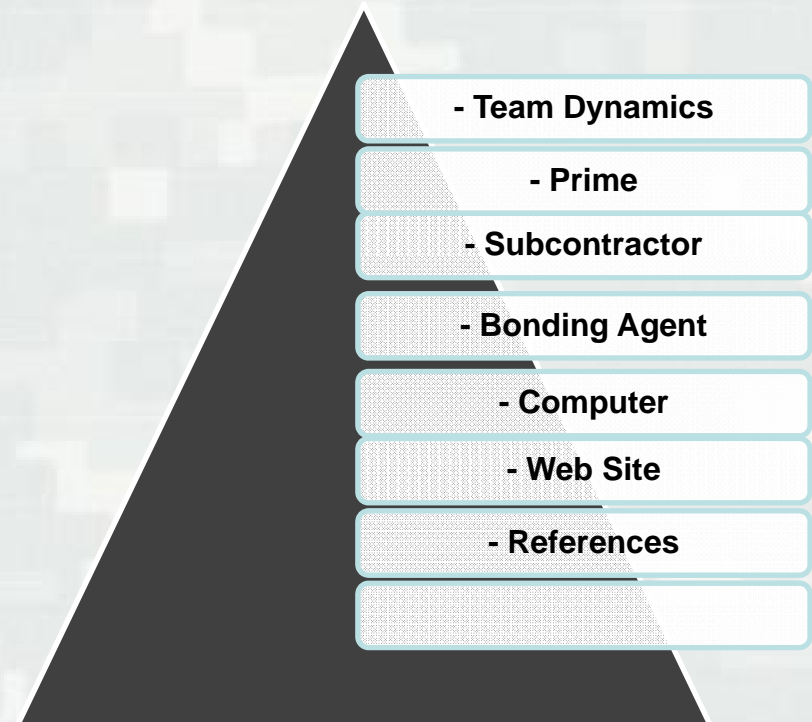 - Team Dynamics
- Prime
- Subcontractor
- Bonding Agent
- Computer
- Web Site
- References